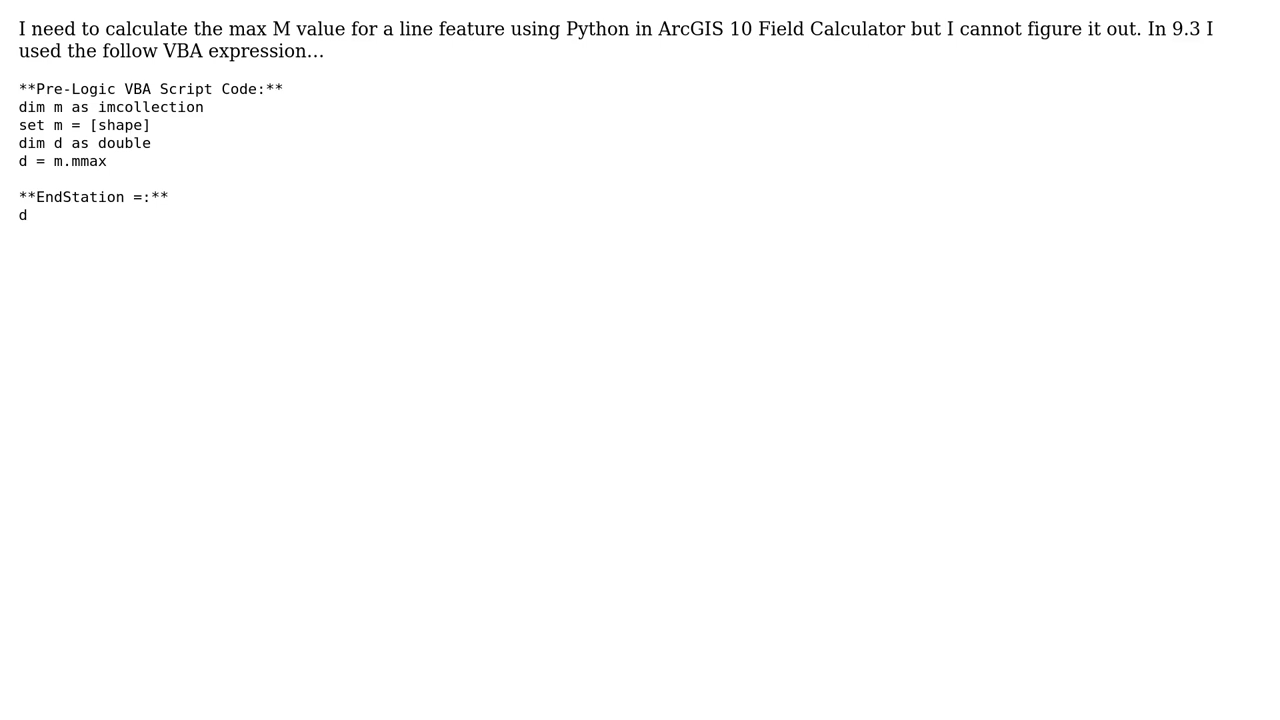 I need to calculate the max M value for a line feature using Python in ArcGIS 10 Field Calculator but I cannot figure it out. In 9.3 I
used the follow VBA expression...
**Pre-Logic VBA Script Code:**
dim m as imcollection
set m = [shape]
dim d as double
d = m.mmax
**EndStation =:**
d